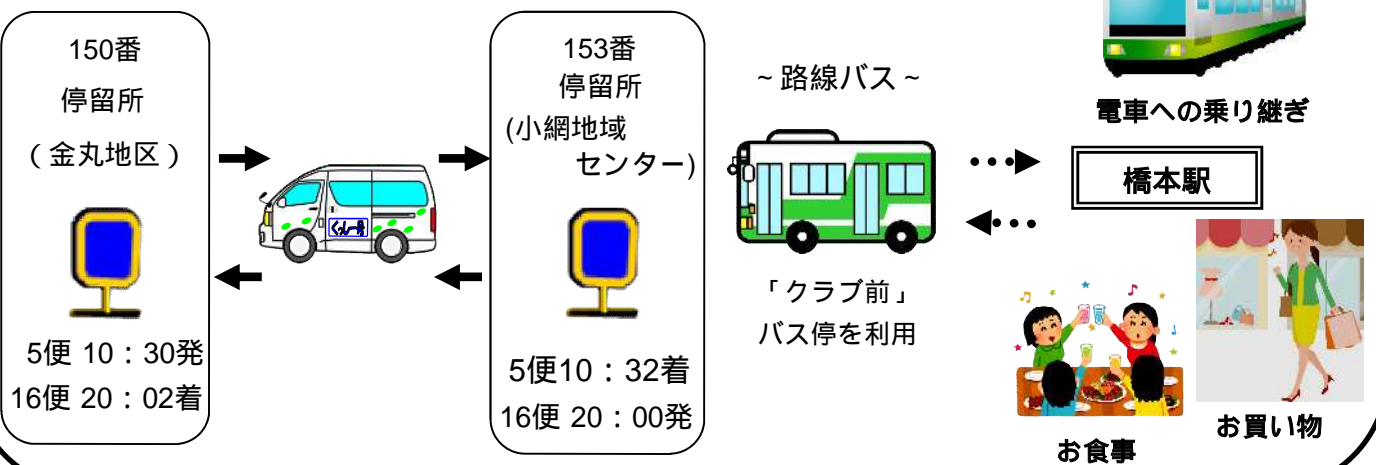 150番
停留所
（金丸地区）
5便 10：30発
16便 20：02着
153番
停留所
(小網地域
センター)
5便10：32着
16便 20：00発
~路線バス~
「クラブ前」
バス停を利用
電車への乗り継ぎ
橋本駅
お食事
お買い物